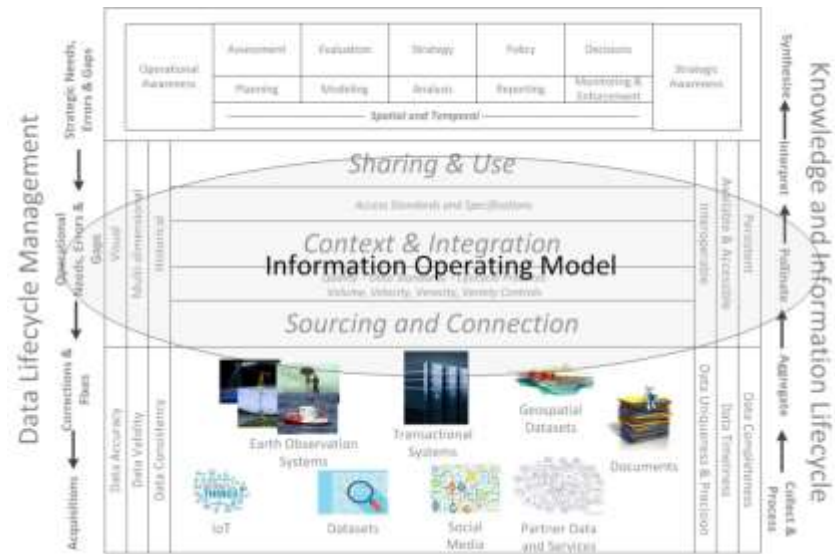 Data Lifecycle Management
Strategic Needs,
Errors & Gaps
Operational
Needs, Errors &
Gaps
Corrections &
Fixes
Acquisitions
Operational
Awareness
Assessment
Evaluation
Strategy
Policy
Decisions
Planning
Modeling
Analysis
Reporting
Monitoring &
Enforcement
Spatial and Temporal
Strategic
Awareness
Visual
Multi-dimensional
Historical
Sharing & Use
Access Standards and Specifications
Context & Integration
Information Operating Model
Volume, Velocity, Veracity, Variety Controls
Sourcing and Connection
Interoperable
Available & Accessible
Persistent
Data Accuracy
Data Validity
Data Consistency
Earth Observation
Systems
Transactional
Systems
Geospatial
Datasets
Documents
THINGS
IoT
Datasets
Social
Media
Partner Data
and Services
Data Uniqueness & Precision
Data Timeliness
Data Completeness
Synthesize
Interpret
Pollinate
Aggregate
Collect &
Process
Knowledge and Information Lifecycle